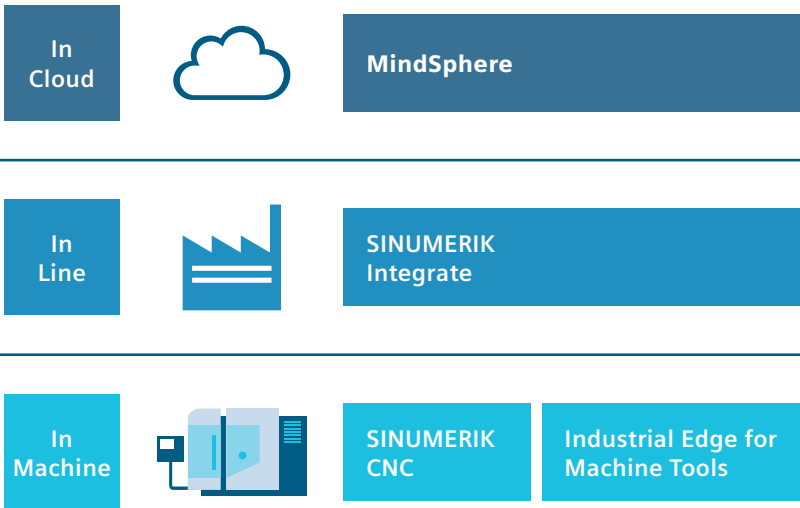 In
Cloud
MindSphere
In
Line
SINUMERIK
Integrate
In
Machine
SINUMERIK
CNC
Industrial Edge for
Machine Tools